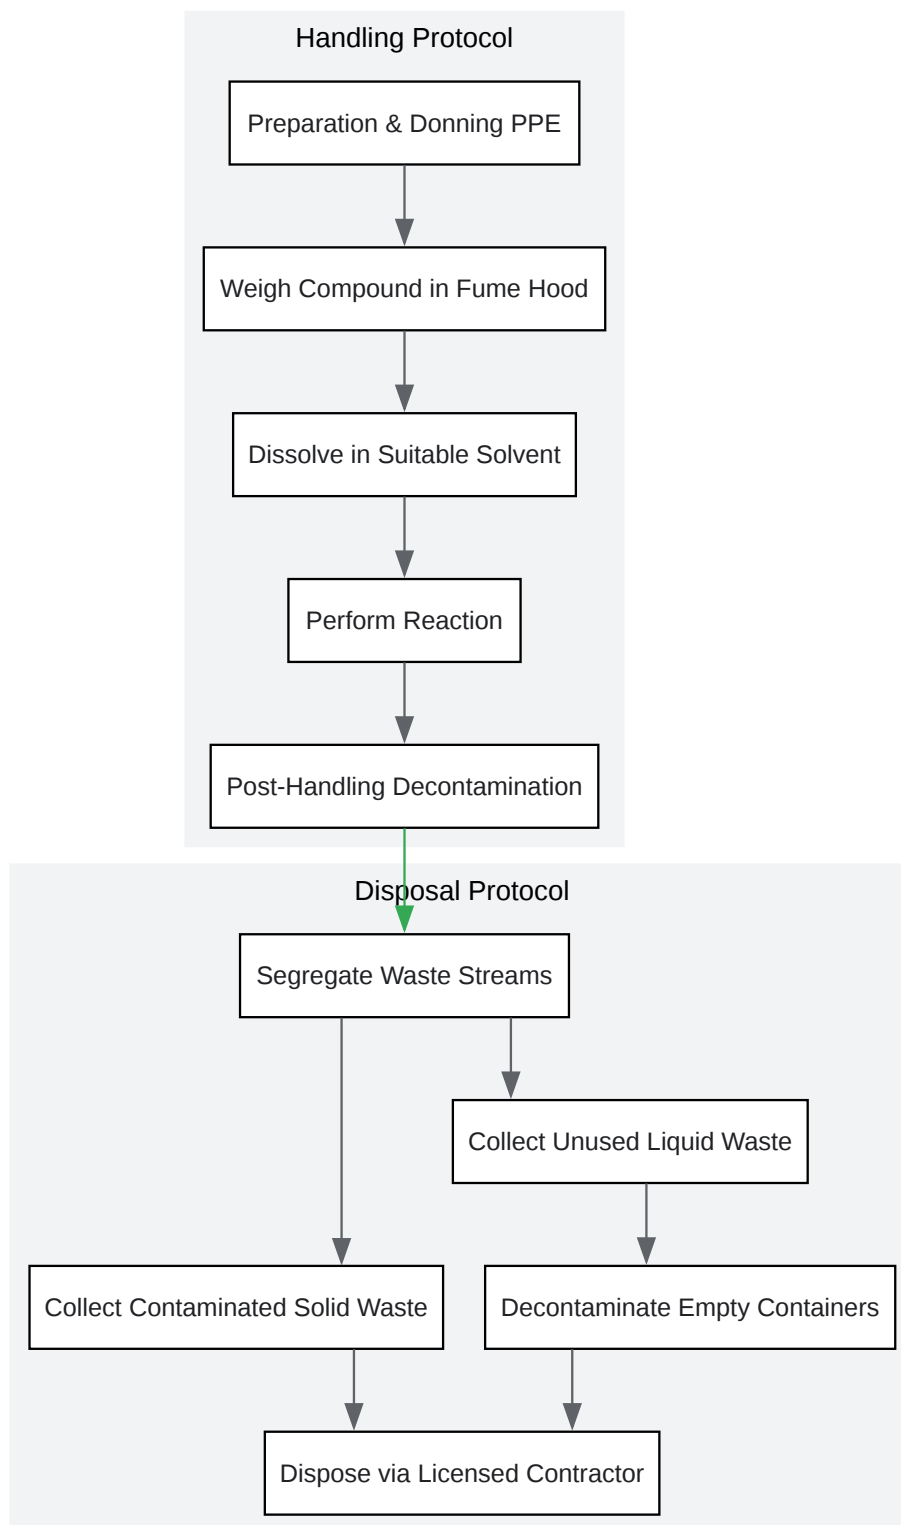 Handling Protocol
Preparation & Donning PPE
Weigh Compound in Fume Hood
Dissolve in Suitable Solvent
Perform Reaction
Post-Handling Decontamination
Disposal Protocol
Segregate Waste Streams
Collect Unused Liquid Waste
Collect Contaminated Solid Waste
Decontaminate Empty Containers
Dispose via Licensed Contractor